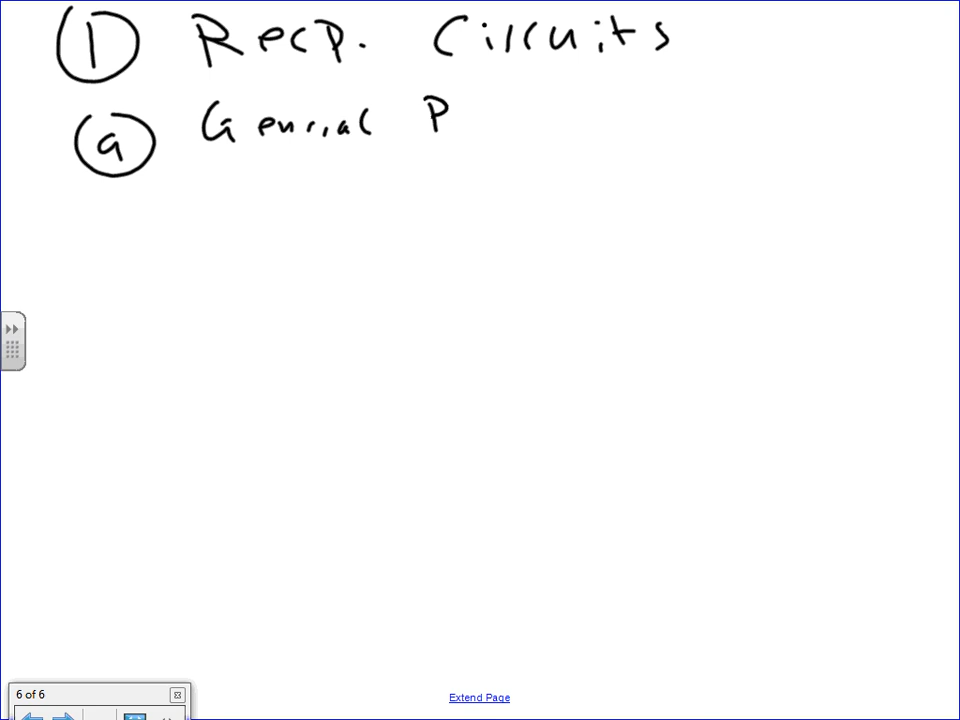 ① Recp. Circuits
ⓐ General P
6 of 6
Extend Page